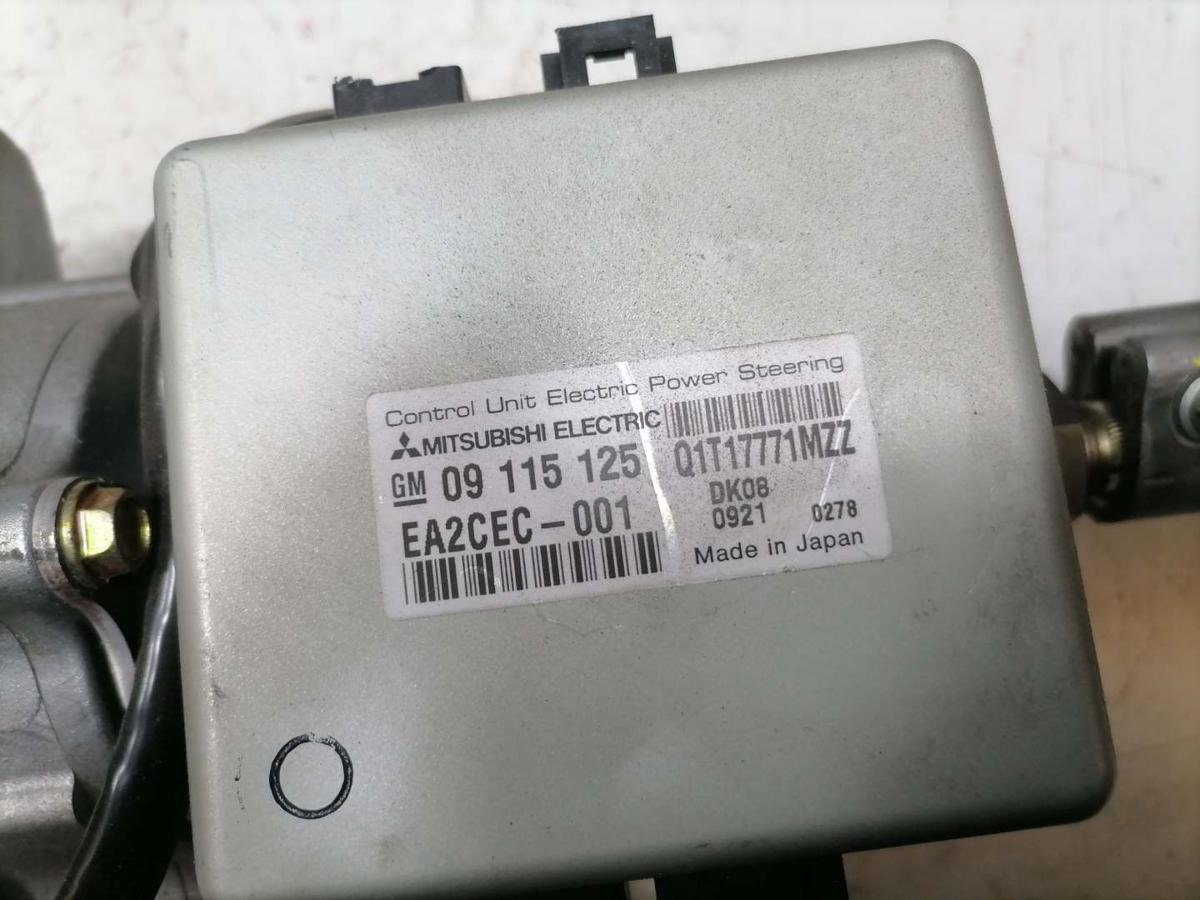 Control Unit Electric Power Steering
MITSUBISHI ELECTRIC
GM 09 115 125 Q1T17771MZZ
DK08
EA2CEC-001 0921 0278
Made in Japan